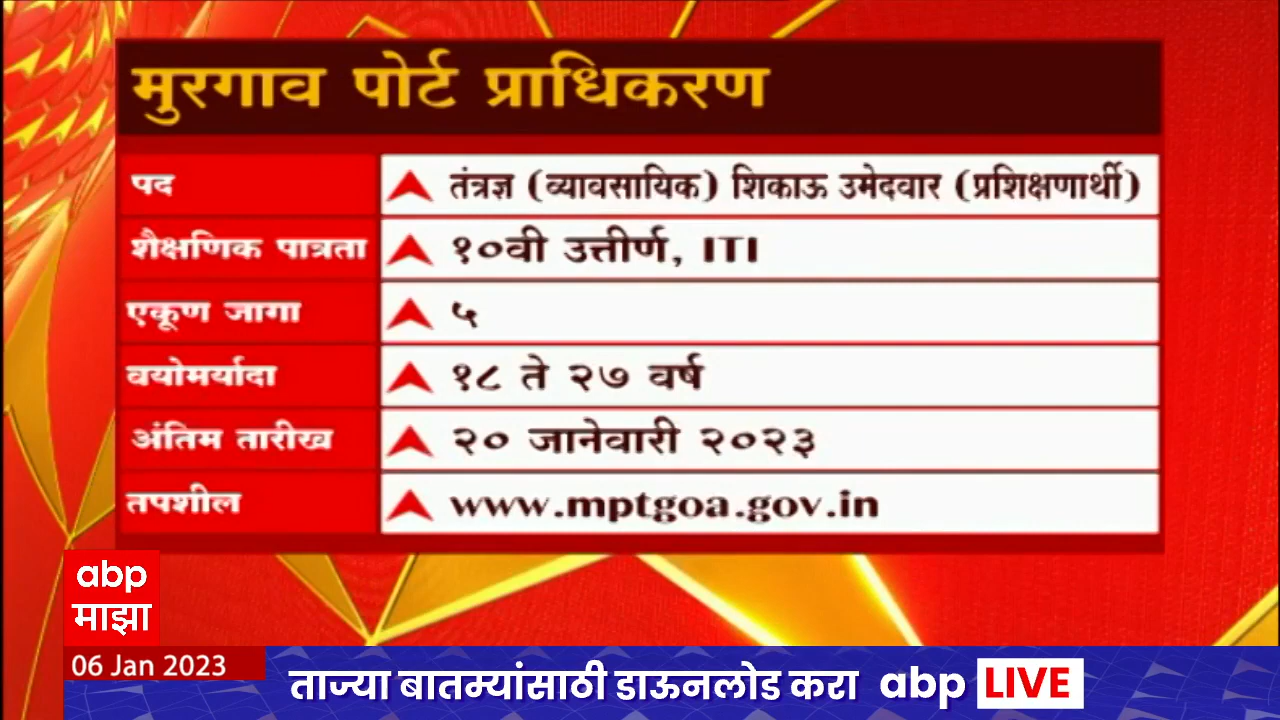 मुरगाव पोर्ट प्राधिकरण
पद तंत्रज्ञ (व्यावसायिक) शिकाऊ उमेदवार (प्रशिक्षणार्थी)
शैक्षणिक पात्रता १०वी उत्तीर्ण, ITI
एकूण जागा ५
वयोमर्यादा १८ ते २७ वर्ष
अंतिम तारीख २० जानेवारी २०२३
तपशील www.mptgoa.gov.in
abp
माझा
06 Jan 2023
ताज्या बातम्यांसाठी डाऊनलोड करा abp LIVE